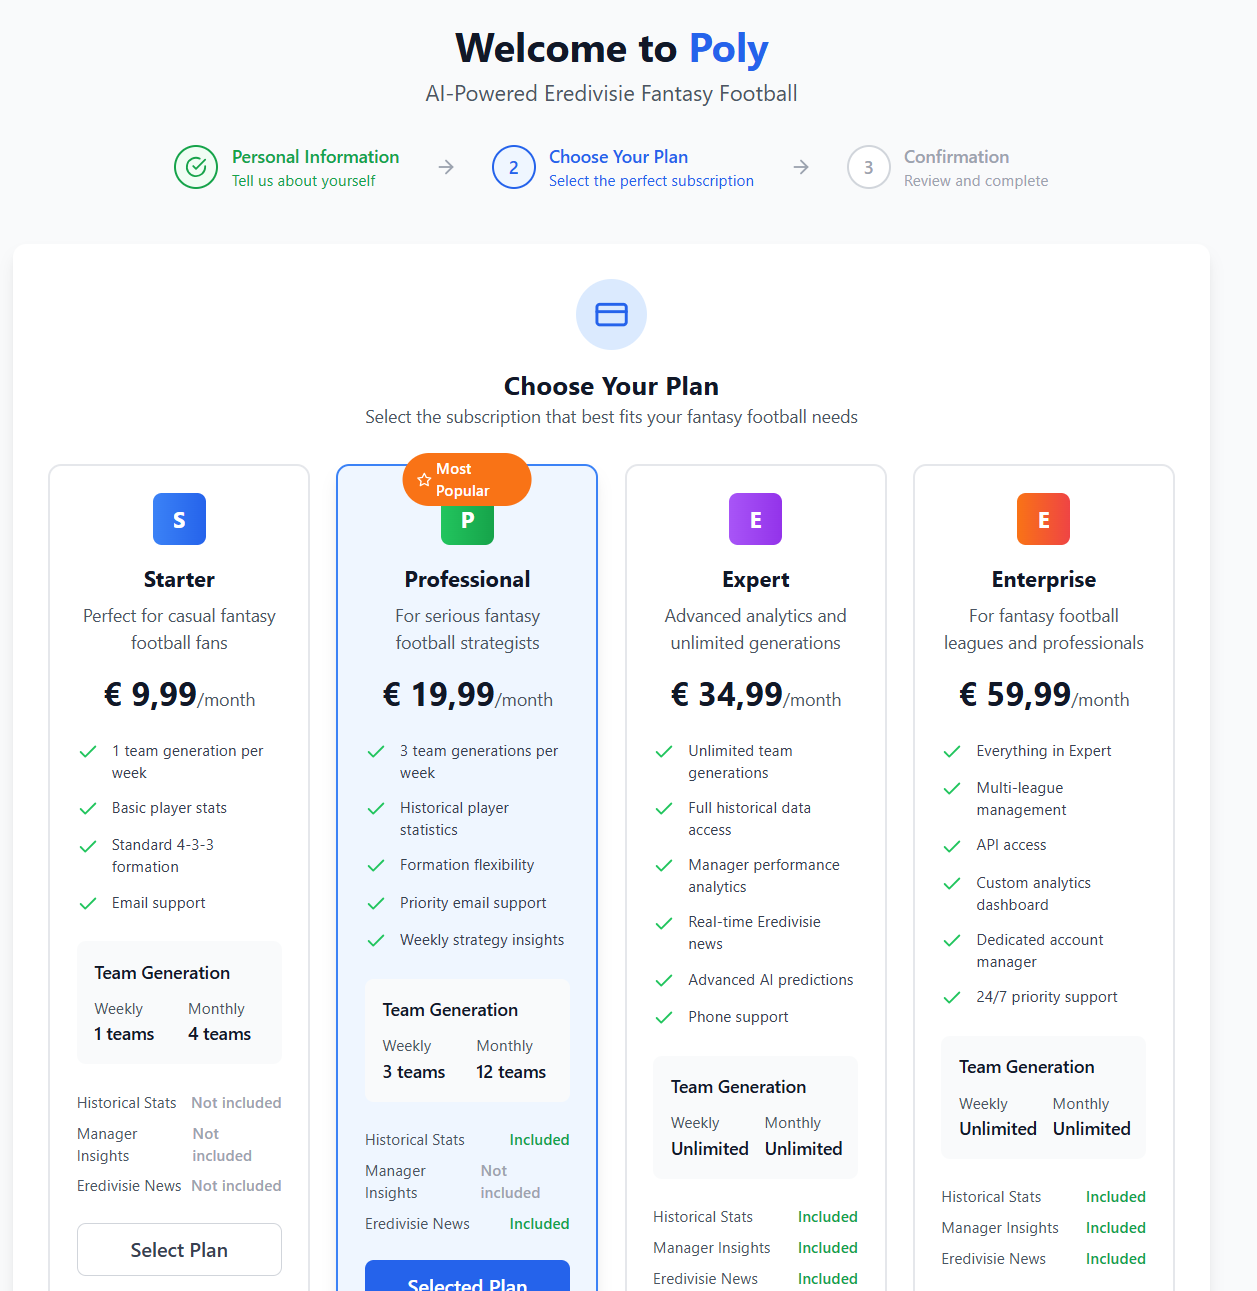 Welcome to Poly
AI-Powered Eredivisie Fantasy Football
Personal Information
Tell us about yourself
2
Choose Your Plan
Select the perfect subscription
3
Confirmation
Review and complete
Choose Your Plan
Select the subscription that best fits your fantasy football needs
S
Starter
Perfect for casual fantasy
football fans
€ 9,99/month
1 team generation per
week
Basic player stats
Standard 4-3-3
formation
Email support
Team Generation
Weekly Monthly
1 teams 4 teams
Historical Stats Not included
Manager Not
Insights included
Eredivisie News Not included
Select Plan
Most
Popular
P
Professional
For serious fantasy
football strategists
€ 19,99/month
3 team generations per
week
Historical player
statistics
Formation flexibility
Priority email support
Weekly strategy insights
Team Generation
Weekly Monthly
3 teams 12 teams
Historical Stats Included
Manager Not
Insights included
Eredivisie News Included
Selected Plan
E
Expert
Advanced analytics and
unlimited generations
€ 34,99/month
Unlimited team
generations
Full historical data
access
Manager performance
analytics
Real-time Eredivisie
news
Advanced AI predictions
Phone support
Team Generation
Weekly Monthly
Unlimited Unlimited
Historical Stats Included
Manager Insights Included
Eredivisie News Included
E
Enterprise
For fantasy football
leagues and professionals
€ 59,99/month
Everything in Expert
Multi-league
management
API access
Custom analytics
dashboard
Dedicated account
manager
24/7 priority support
Team Generation
Weekly Monthly
Unlimited Unlimited
Historical Stats Included
Manager Insights Included
Eredivisie News Included